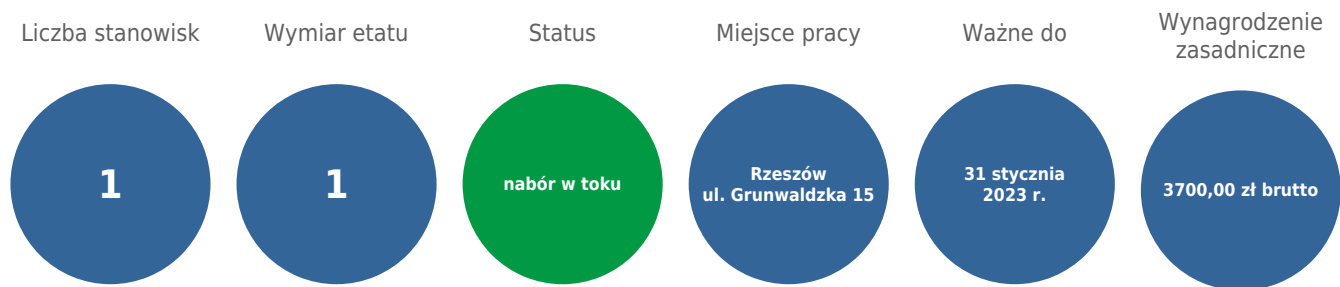 Liczba stanowisk
1
Wymiar etatu
1
Status
nabór w toku
Miejsce pracy
Rzeszów
ul. Grunwaldzka 15
Ważne do
31 stycznia
2023 r.
Wynagrodzenie
zasadniczne
3700,00 zł brutto